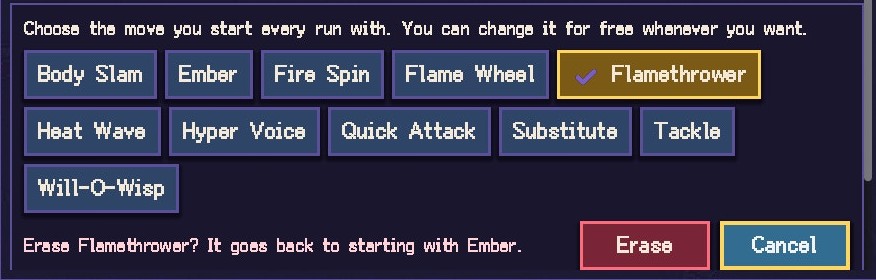 Choose the move you start every run with. You can change it for free whenever you want.
Body Slam Ember Fire Spin Flame Wheel Flamethrower
Heat Wave Hyper Voice Quick Attack Substitute Tackle
Will-O-Wisp
Erase Flamethrower? It goes back to starting with Ember. Erase Cancel